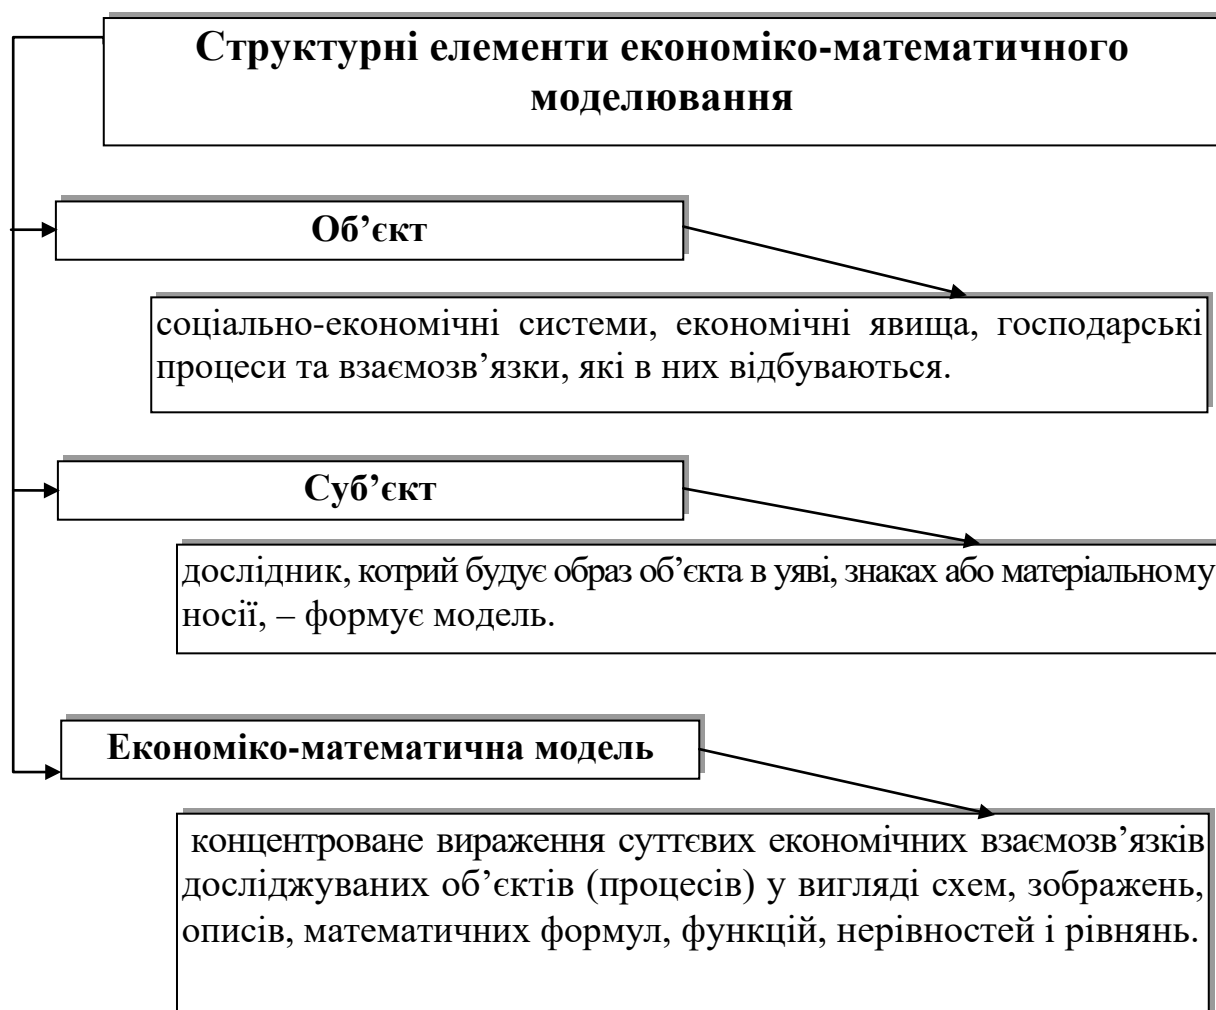 Структурні елементи економіко-математичного
моделювання
Об’єкт
соціально-економічні системи, економічні явища, господарські
процеси та взаємозв’язки, які в них відбуваються.
Суб’єкт
дослідник, котрий будує образ об’єкта в уяві, знаках або матеріальному
носії, – формує модель.
Економіко-математична модель
концентроване вираження суттєвих економічних взаємозв’язків
досліджуваних об’єктів (процесів) у вигляді схем, зображень,
описів, математичних формул, функцій, нерівностей і рівнянь.